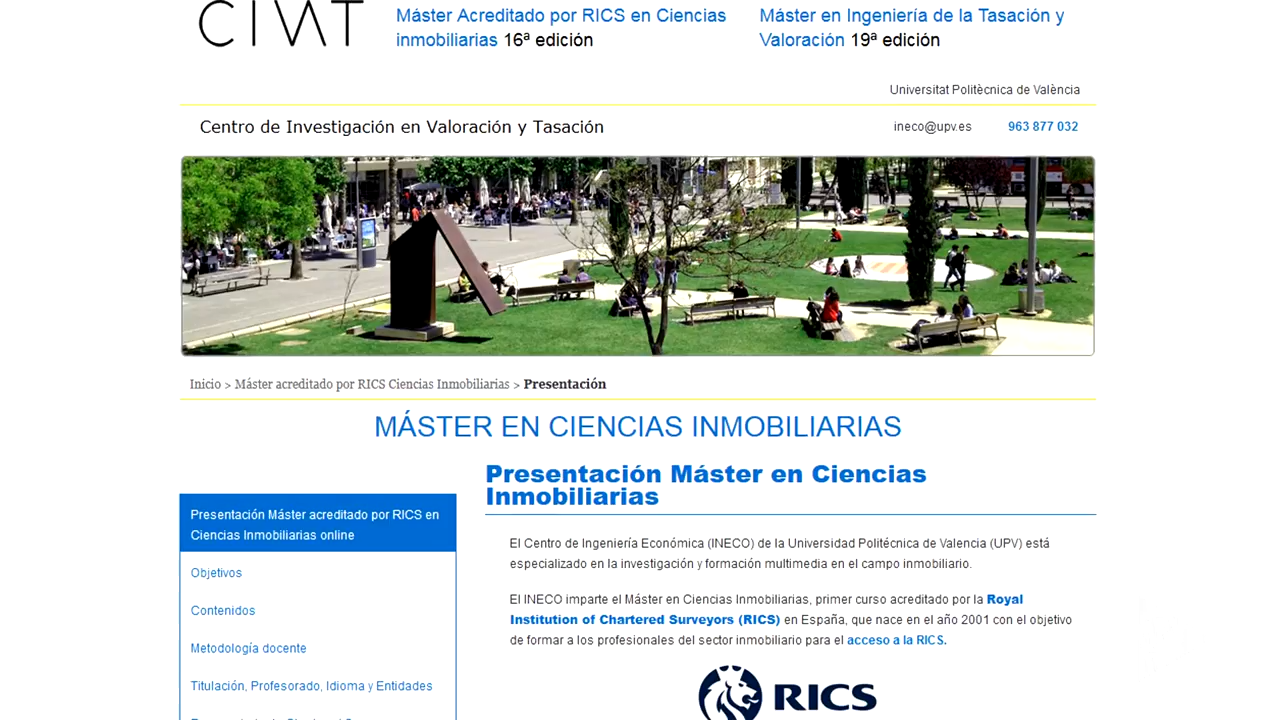 CIVAT
Máster Acreditado por RICS en Ciencias
inmobiliarias 16ª edición
Máster en Ingeniería de la Tasación y
Valoración 19ª edición
Universitat Politècnica de València
Centro de Investigación en Valoración y Tasación
ineco@upv.es 963 877 032
Inicio > Máster acreditado por RICS Ciencias Inmobiliarias > Presentación
MÁSTER EN CIENCIAS INMOBILIARIAS
Presentación Máster en Ciencias
Inmobiliarias
Presentación Máster acreditado por RICS en
Ciencias Inmobiliarias online
Objetivos
Contenidos
Metodología docente
Titulación, Profesorado, Idioma y Entidades
El Centro de Ingeniería Económica (INECO) de la Universidad Politécnica de Valencia (UPV) está
especializado en la investigación y formación multimedia en el campo inmobiliario.
El INECO imparte el Máster en Ciencias Inmobiliarias, primer curso acreditado por la Royal
Institution of Chartered Surveyors (RICS) en España, que nace en el año 2001 con el objetivo
de formar a los profesionales del sector inmobiliario para el acceso a la RICS.
RICS